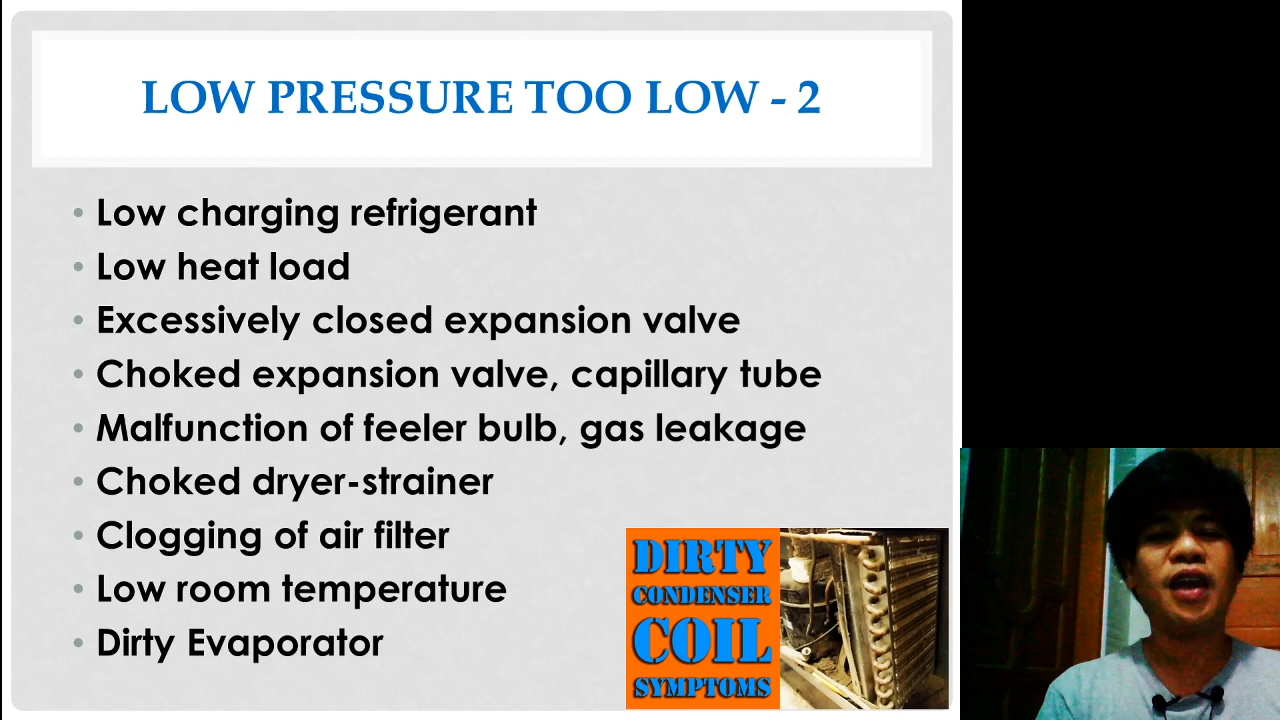 LOW PRESSURE TOO LOW - 2
Low charging refrigerant
Low heat load
Excessively closed expansion valve
Choked expansion valve, capillary tube
Malfunction of feeler bulb, gas leakage
Choked dryer-strainer
Clogging of air filter
Low room temperature
Dirty Evaporator
DIRTY
CONDENSER
COIL
SYMPTOMS